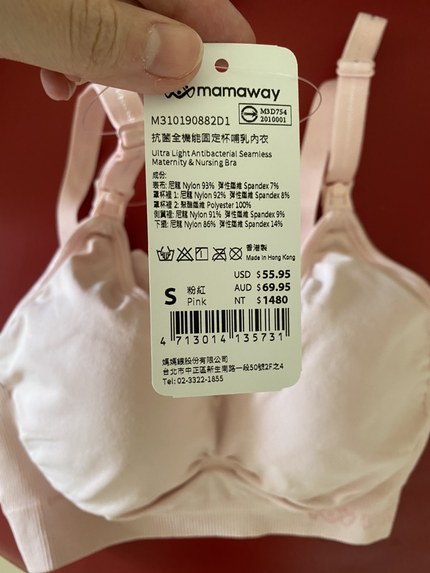 mamaway
M310190882D1
M3D754
2010001
抗菌全機能固定杯哺乳內衣
Ultra Light Antibacterial Seamless
Maternity & Nursing Bra
成份:
表布: 尼龍 Nylon 93% 彈性纖維 Spandex 7%
罩杯裡 1: 尼龍 Nylon 92% 彈性纖維 Spandex 8%
罩杯裡 2: 聚酯纖維 Polyester 100%
側翼裡: 尼龍 Nylon 91% 彈性纖維 Spandex 9%
下擺: 尼龍 Nylon 86% 彈性纖維 Spandex 14%
香港製
Made in Hong Kong
USD $55.95
AUD $69.95
NT $1480
S 粉紅
Pink
4 713014 135731
媽媽餵股份有限公司
台北市中正區新生南路一段50號2F之4
Tel: 02-3322-1855